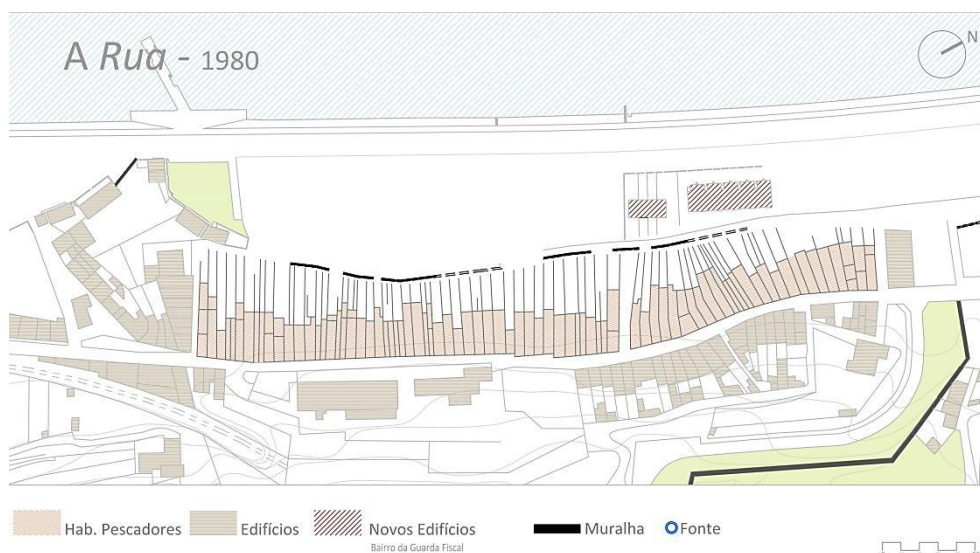 A Rua - 1980
N
Hab. Pescadores
Edifícios
Novos Edifícios
Bairro da Guarda Fiscal
Muralha
Fonte